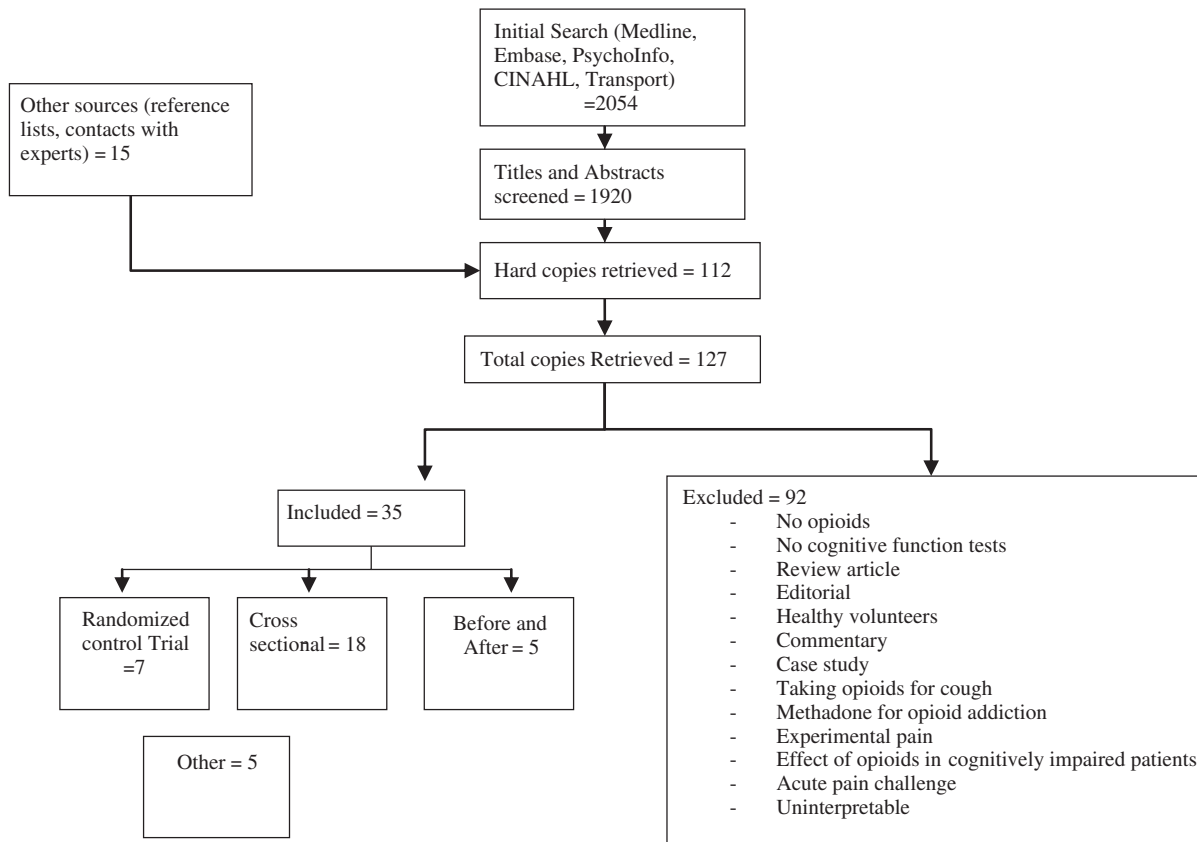 Initial Search (Medline,
Embase, PsychoInfo,
CINAHL, Transport)
=2054
Other sources (reference
lists, contacts with
experts) = 15
Titles and Abstracts
screened = 1920
Hard copies retrieved = 112
Total copies Retrieved = 127
Included = 35
Randomized
control Trial
=7
Cross
sectional = 18
Before and
After = 5
Other = 5
Excluded = 92
- No opioids
- No cognitive function tests
- Review article
- Editorial
- Healthy volunteers
- Commentary
- Case study
- Taking opioids for cough
- Methadone for opioid addiction
- Experimental pain
- Effect of opioids in cognitively impaired patients
- Acute pain challenge
- Uninterpretable